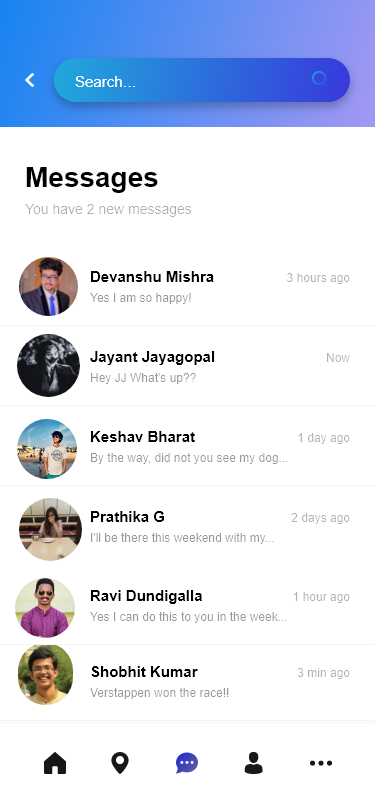 Search...
Messages
You have 2 new messages
Devanshu Mishra 3 hours ago
Yes I am so happy!
Jayant Jayagopal Now
Hey JJ What's up??
Keshav Bharat 1 day ago
By the way, did not you see my dog...
Prathika G 2 days ago
I'll be there this weekend with my...
Ravi Dundigalla 1 hour ago
Yes I can do this to you in the week...
Shobhit Kumar 3 min ago
Verstappen won the race!!